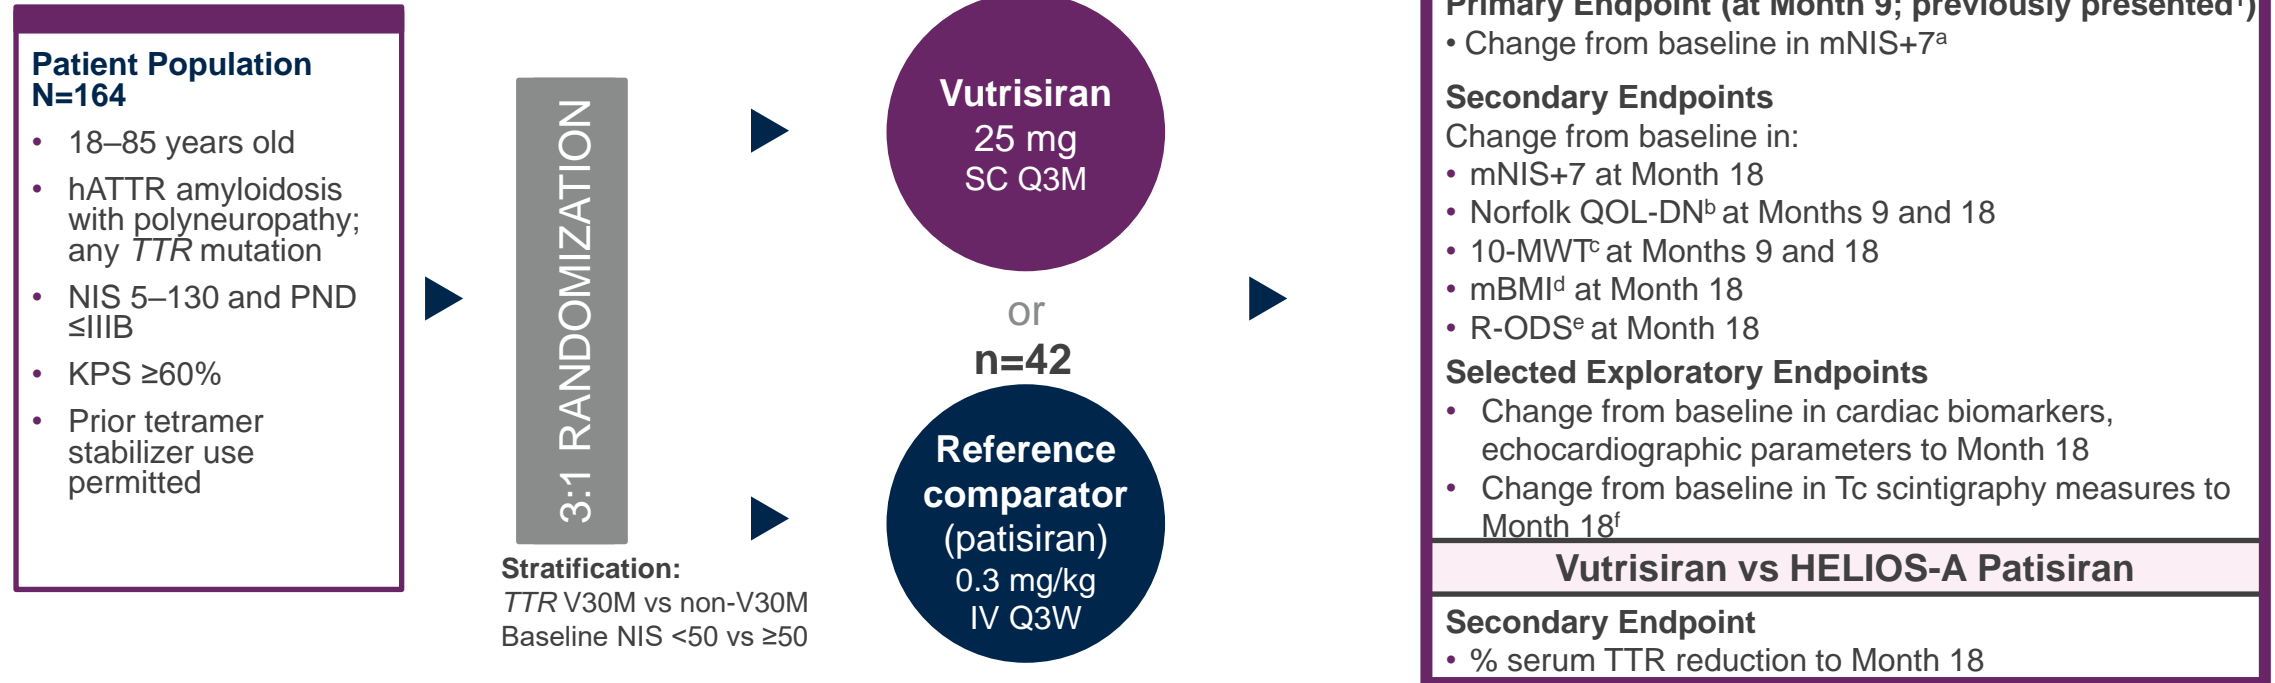 Patient Population
N=164
• 18–85 years old
• hATTR amyloidosis
with polyneuropathy;
any TTR mutation
• NIS 5–130 and PND
≤IIIB
• KPS ≥60%
• Prior tetramer
stabilizer use
permitted
3:1 RANDOMIZATION
Stratification:
TTR V30M vs non-V30M
Baseline NIS <50 vs ≥50
Vutrisiran
25 mg
SC Q3M
or
n=42
Reference
comparator
(patisiran)
0.3 mg/kg
IV Q3W
Primary Endpoint (at Month 9; previously presented¹)
• Change from baseline in mNIS+7ᵃ
Secondary Endpoints
Change from baseline in:
• mNIS+7 at Month 18
• Norfolk QOL-DNᵇ at Months 9 and 18
• 10-MWTᶜ at Months 9 and 18
• mBMIᵈ at Month 18
• R-ODSᵉ at Month 18
Selected Exploratory Endpoints
• Change from baseline in cardiac biomarkers,
echocardiographic parameters to Month 18
• Change from baseline in Tc scintigraphy measures to
Month 18ᶠ
Vutrisiran vs HELIOS-A Patisiran
Secondary Endpoint
• % serum TTR reduction to Month 18